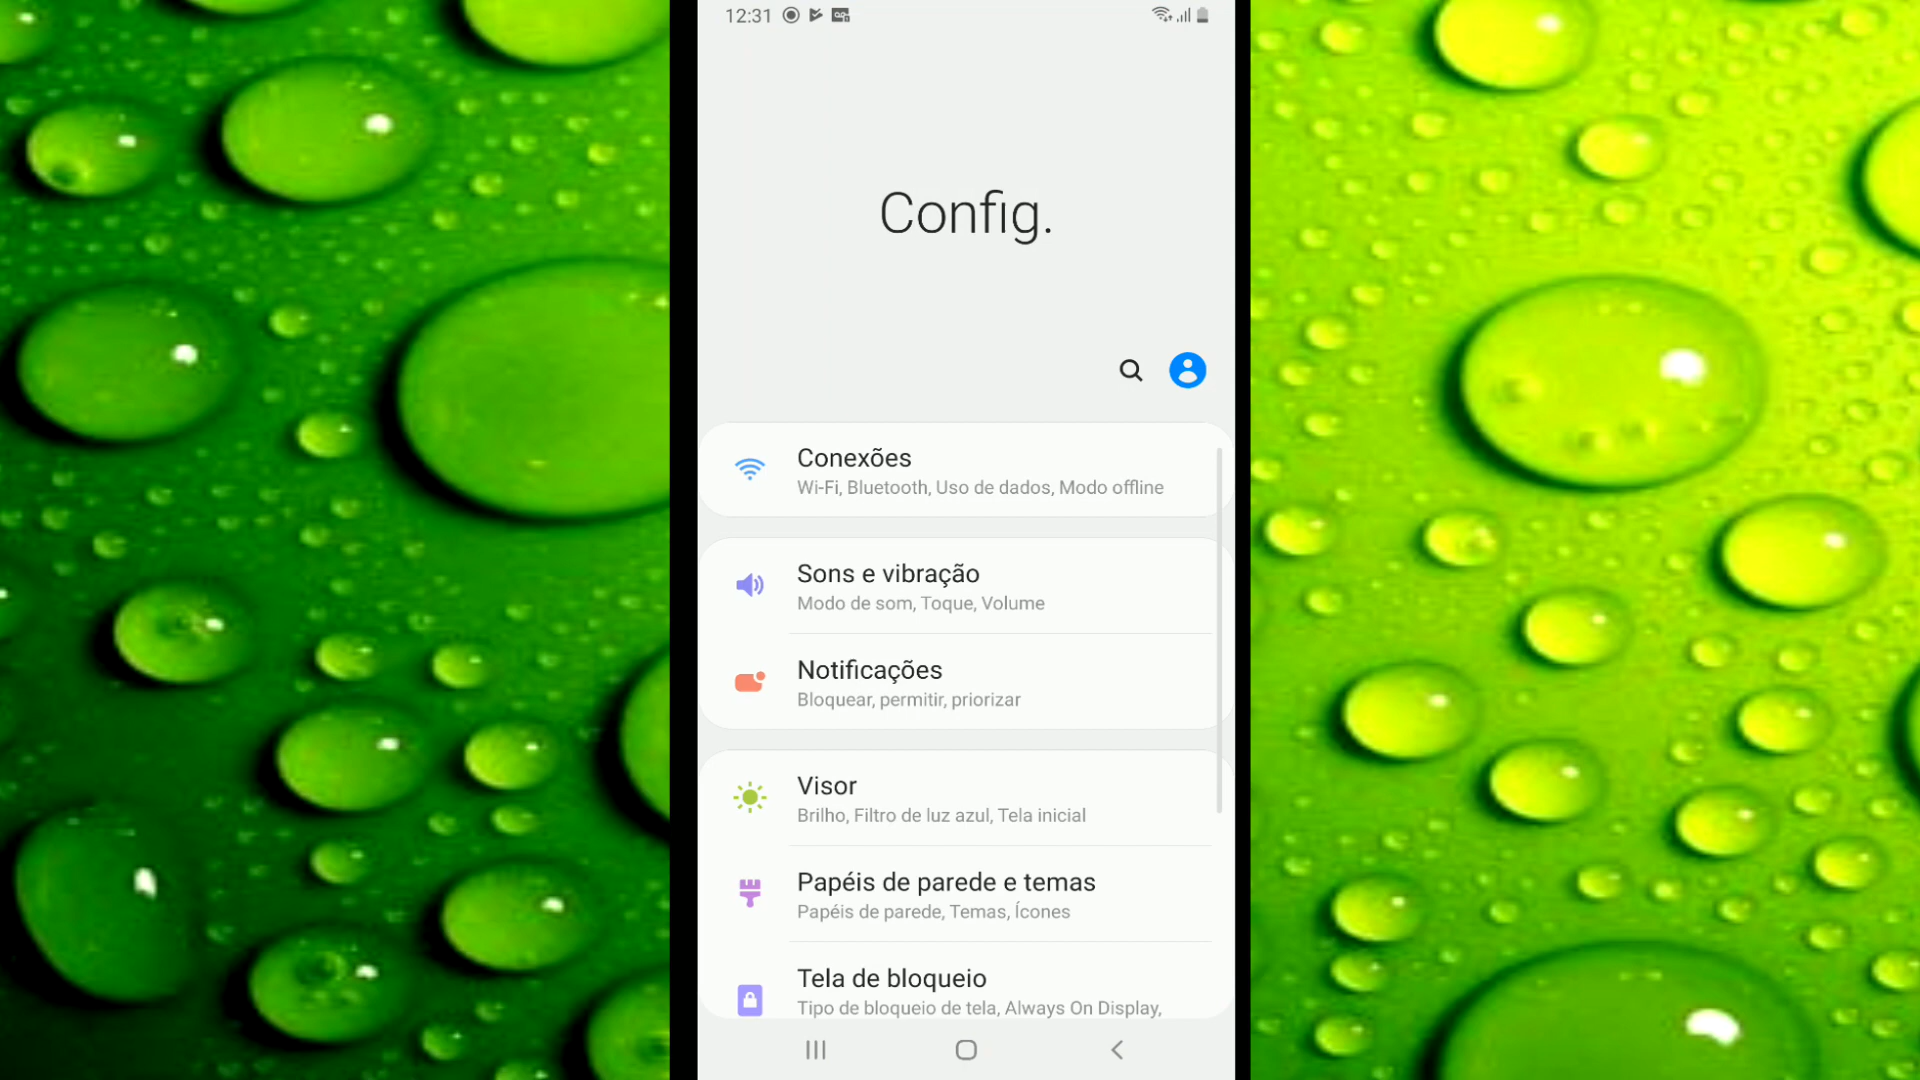 12:31
Config.
Conexões
Wi-Fi, Bluetooth, Uso de dados, Modo offline
Sons e vibração
Modo de som, Toque, Volume
Notificações
Bloquear, permitir, priorizar
Visor
Brilho, Filtro de luz azul, Tela inicial
Papéis de parede e temas
Papéis de parede, Temas, Ícones
Tela de bloqueio
Tipo de bloqueio de tela, Always On Display,